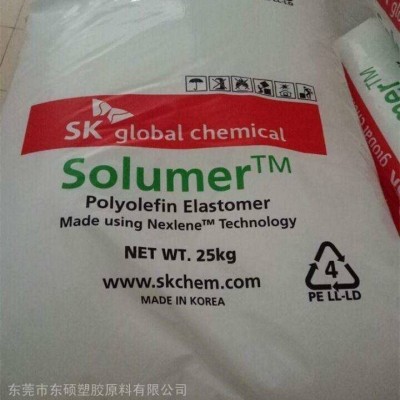 SK global chemical
Solumer™
Polyolefin Elastomer
Made using Nexlene™ Technology
NET WT. 25kg
www.skchem.com
MADE IN KOREA
4
PE LL-LD
东莞市东硕塑胶原料有限公司